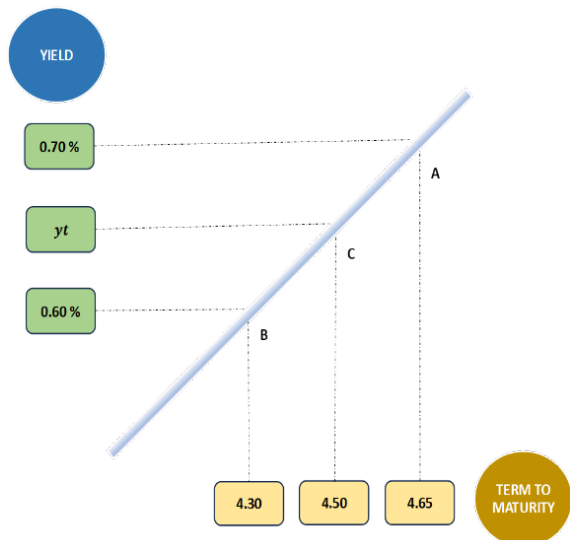 YIELD
0.70 %
A
yt
C
0.60 %
B
4.30
4.50
4.65
TERM TO
MATURITY